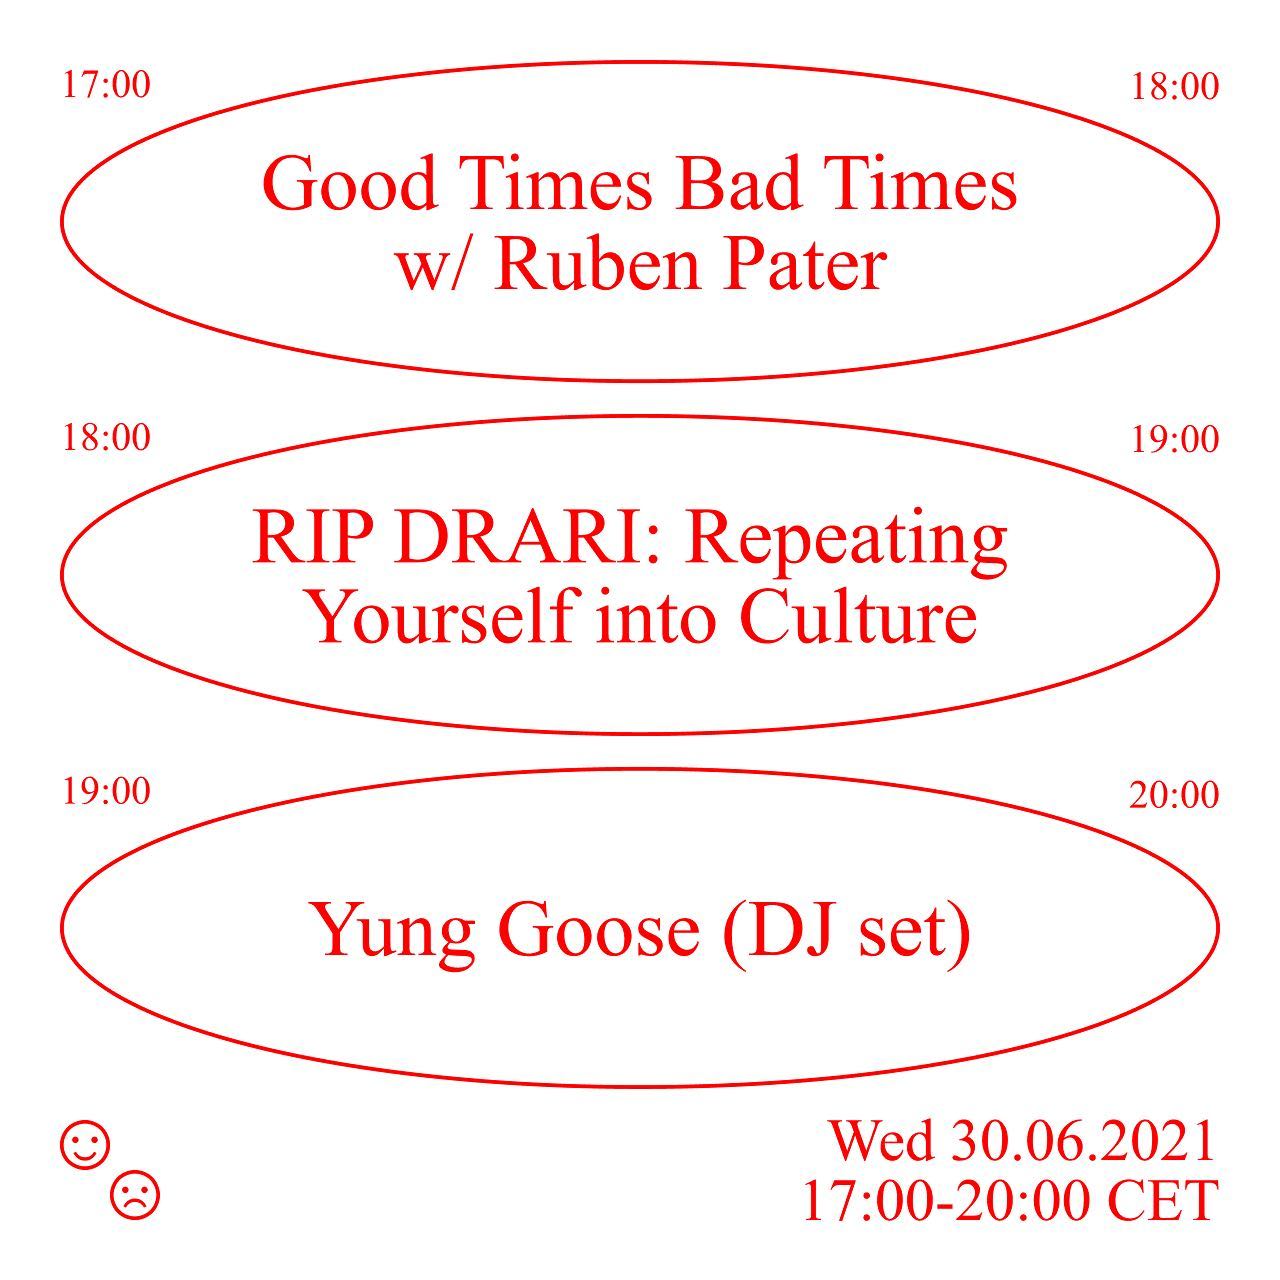 17:00
18:00
Good Times Bad Times
w/ Ruben Pater
18:00
19:00
RIP DRARI: Repeating
Yourself into Culture
19:00
20:00
Yung Goose (DJ set)
Wed 30.06.2021
17:00-20:00 CET